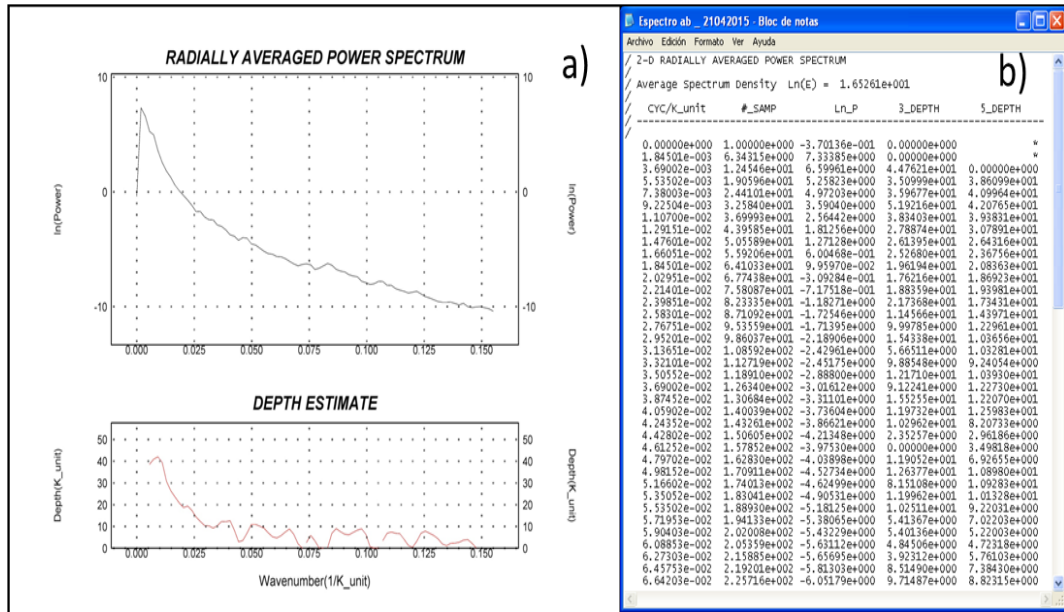 RADIALLY AVERAGED POWER SPECTRUM
a)
10 10
0 0
-10 -10
ln(Power) ln(Power)
0.000 0.025 0.050 0.075 0.100 0.125 0.150
DEPTH ESTIMATE
50 50
40 40
30 30
20 20
10 10
0 0
Depth(K_unit) Depth(K_unit)
0.000 0.025 0.050 0.075 0.100 0.125 0.150
Wavenumber(1/K_unit)
Espectro ab _ 21042015 - Bloc de notas
Archivo Edición Formato Ver Ayuda
b)
/ 2-D RADIALLY AVERAGED POWER SPECTRUM
/
/ Average Spectrum Density Ln(E) = 1.65261e+001
/
/ CYC/K_unit #_SAMP Ln_P 3_DEPTH 5_DEPTH
/ ------------------------------------------------------------
/
0.00000e+000 1.00000e+000 -3.70136e-001 0.00000e+000 *
1.84501e-003 6.34315e+000 7.33385e+000 0.00000e+000 *
3.69002e-003 1.24546e+001 6.59961e+000 4.47621e+001 0.00000e+000
5.53502e-003 1.90596e+001 5.25823e+000 3.50999e+001 3.86099e+001
7.38003e-003 2.44101e+001 4.97203e+000 3.59677e+001 4.09964e+001
9.22504e-003 3.25840e+001 3.59040e+000 5.19216e+001 4.20765e+001
1.10700e-002 3.69993e+001 2.56442e+000 3.83403e+001 3.93831e+001
1.29151e-002 4.39585e+001 1.81256e+000 2.78874e+001 3.07891e+001
1.47601e-002 5.05589e+001 1.27128e+000 2.61395e+001 2.64316e+001
1.66051e-002 5.59206e+001 6.00468e-001 2.52680e+001 2.36756e+001
1.84501e-002 6.41033e+001 9.95970e-002 1.96194e+001 2.08363e+001
2.02951e-002 6.77438e+001 -3.09284e-001 1.76216e+001 1.86923e+001
2.21401e-002 7.58087e+001 -7.17518e-001 1.88359e+001 1.93981e+001
2.39851e-002 8.23335e+001 -1.18271e+000 2.17368e+001 1.73431e+001
2.58301e-002 8.71092e+001 -1.72546e+000 1.14566e+001 1.43971e+001
2.76751e-002 9.53559e+001 -1.71395e+000 9.99785e+000 1.22961e+001
2.95201e-002 9.86037e+001 -2.18906e+000 1.54338e+001 1.03656e+001
3.13651e-002 1.08592e+002 -2.42961e+000 5.66511e+000 1.03281e+001
3.32101e-002 1.12719e+002 -2.45175e+000 9.88548e+000 9.24054e+000
3.50552e-002 1.18910e+002 -2.88800e+000 1.21710e+001 1.03930e+001
3.69002e-002 1.26340e+002 -3.01612e+000 9.12241e+000 1.22730e+001
3.87452e-002 1.30684e+002 -3.31101e+000 1.55255e+001 1.22070e+001
4.05902e-002 1.40039e+002 -3.73604e+000 1.19732e+001 1.25983e+001
4.24352e-002 1.43261e+002 -3.86621e+000 1.02962e+001 8.20733e+000
4.42802e-002 1.50605e+002 -4.21348e+000 2.35257e+000 2.96186e+000
4.61252e-002 1.57852e+002 -3.97530e+000 0.00000e+000 3.49818e+000
4.79702e-002 1.62830e+002 -4.03898e+000 1.19052e+001 6.92655e+000
4.98152e-002 1.70911e+002 -4.52734e+000 1.26377e+001 1.08980e+001
5.16602e-002 1.74013e+002 -4.62499e+000 8.15108e+000 1.09283e+001
5.35052e-002 1.83041e+002 -4.90531e+000 1.19962e+001 1.01328e+001
5.53502e-002 1.88930e+002 -5.18125e+000 1.02511e+001 9.22031e+000
5.71953e-002 1.94133e+002 -5.38065e+000 5.41367e+000 7.02203e+000
5.90403e-002 2.02008e+002 -5.43229e+000 5.40136e+000 5.22003e+000
6.08853e-002 2.05359e+002 -5.63112e+000 4.84506e+000 4.72318e+000
6.27303e-002 2.15885e+002 -5.65695e+000 3.92312e+000 5.76103e+000
6.45753e-002 2.19201e+002 -5.81303e+000 8.51490e+000 7.38430e+000
6.64203e-002 2.25716e+002 -6.05179e+000 9.71487e+000 8.82315e+000